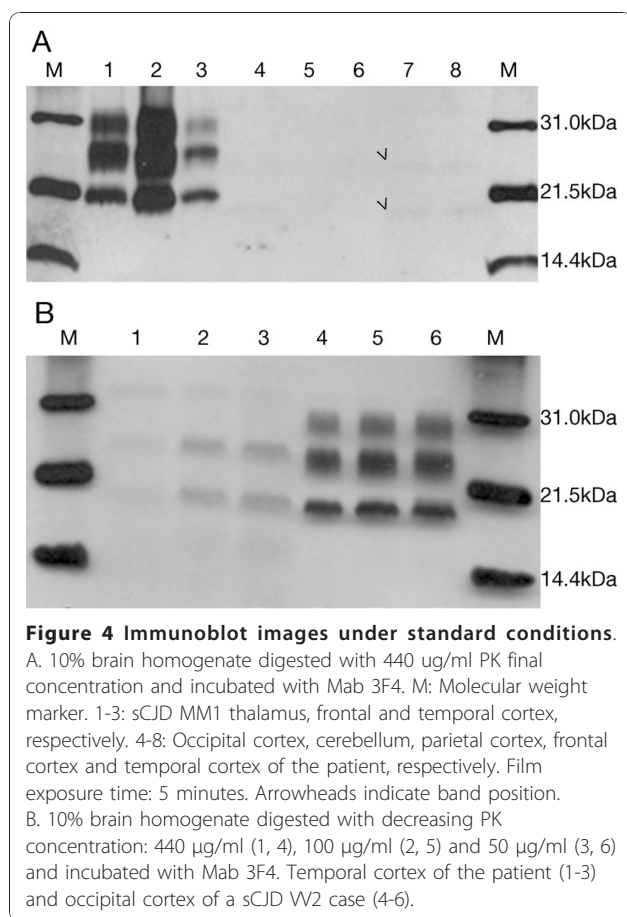 A
M 1 2 3 4 5 6 7 8 M
31.0kDa
21.5kDa
14.4kDa
B
M 1 2 3 4 5 6 M
31.0kDa
21.5kDa
14.4kDa
Figure 4 Immunoblot images under standard conditions.
A. 10% brain homogenate digested with 440 ug/ml PK final
concentration and incubated with Mab 3F4. M: Molecular weight
marker. 1-3: sCJD MM1 thalamus, frontal and temporal cortex,
respectively. 4-8: Occipital cortex, cerebellum, parietal cortex, frontal
cortex and temporal cortex of the patient, respectively. Film
exposure time: 5 minutes. Arrowheads indicate band position.
B. 10% brain homogenate digested with decreasing PK
concentration: 440 μg/ml (1, 4), 100 μg/ml (2, 5) and 50 μg/ml (3, 6)
and incubated with Mab 3F4. Temporal cortex of the patient (1-3)
and occipital cortex of a sCJD VV2 case (4-6).